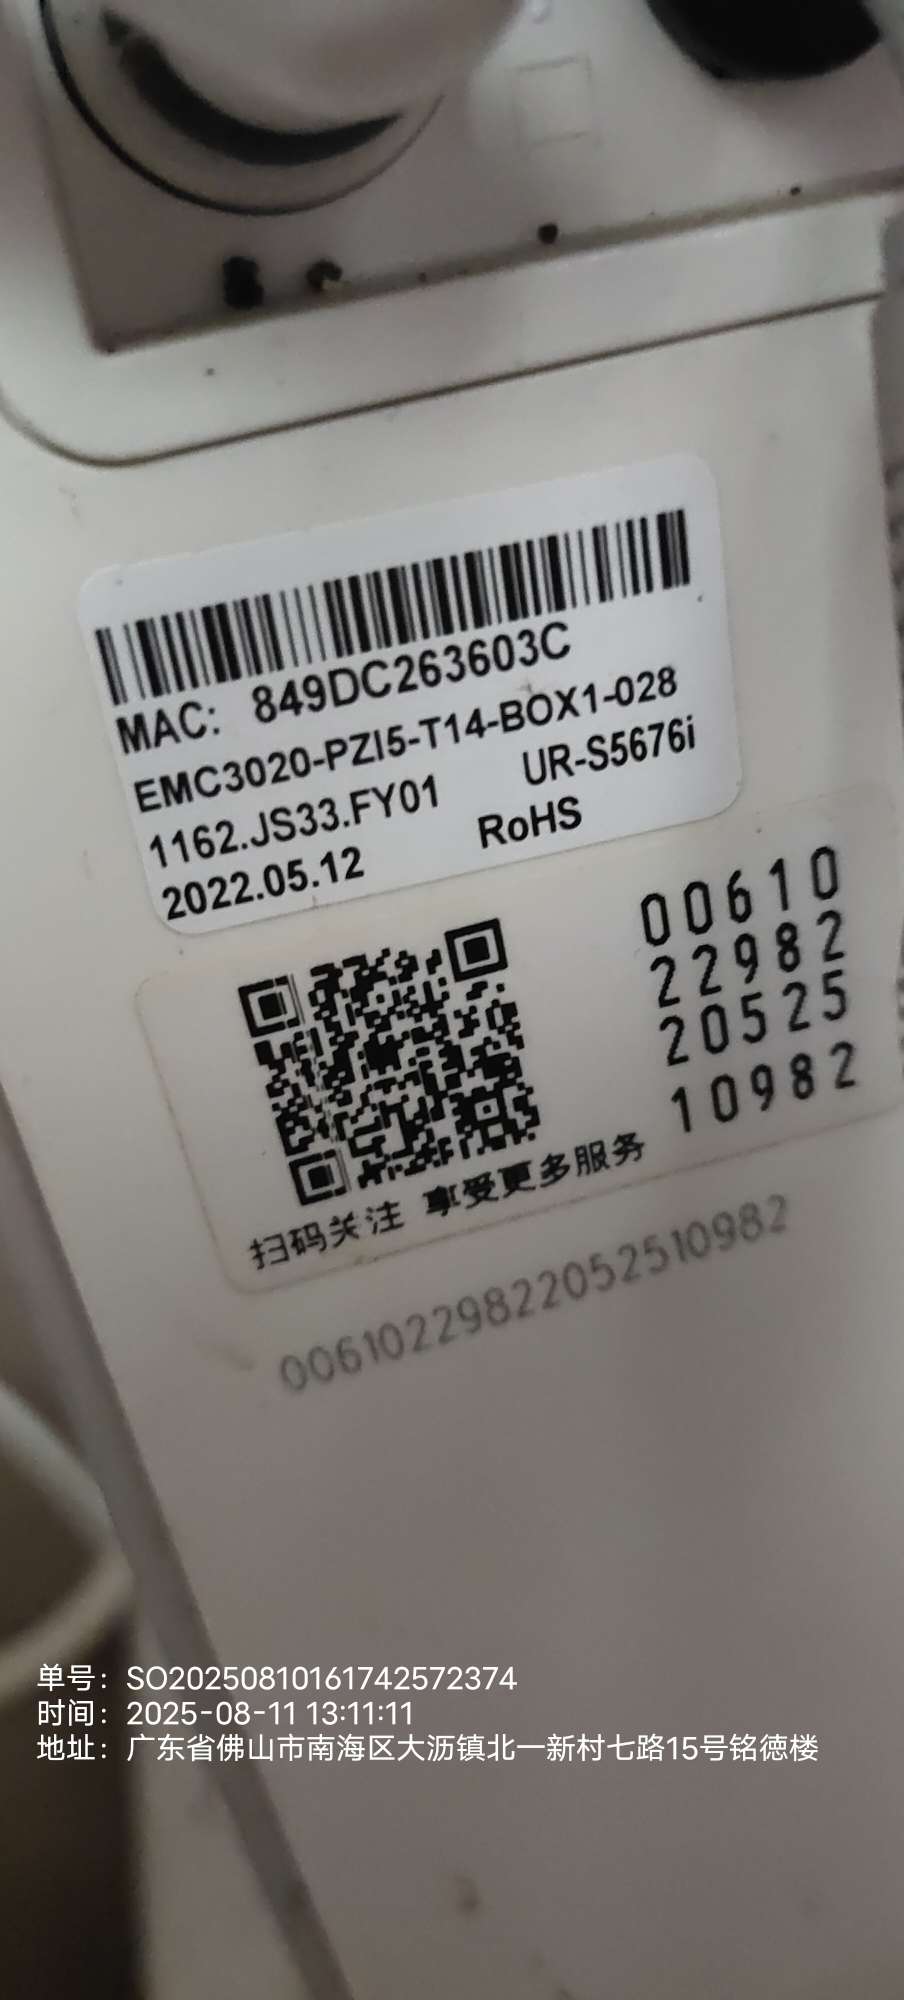 MAC: 849DC263603C
EMC3020-PZI5-T14-BOX1-028
1162.JS33.FY01 UR-S5676i
2022.05.12 RoHS
00610
22982
20525
10982
扫码关注 享受更多服务
00610229822052510982
单号：SO20250810161742572374
时间：2025-08-11 13:11:11
地址：广东省佛山市南海区大沥镇北一新村七路15号铭德楼